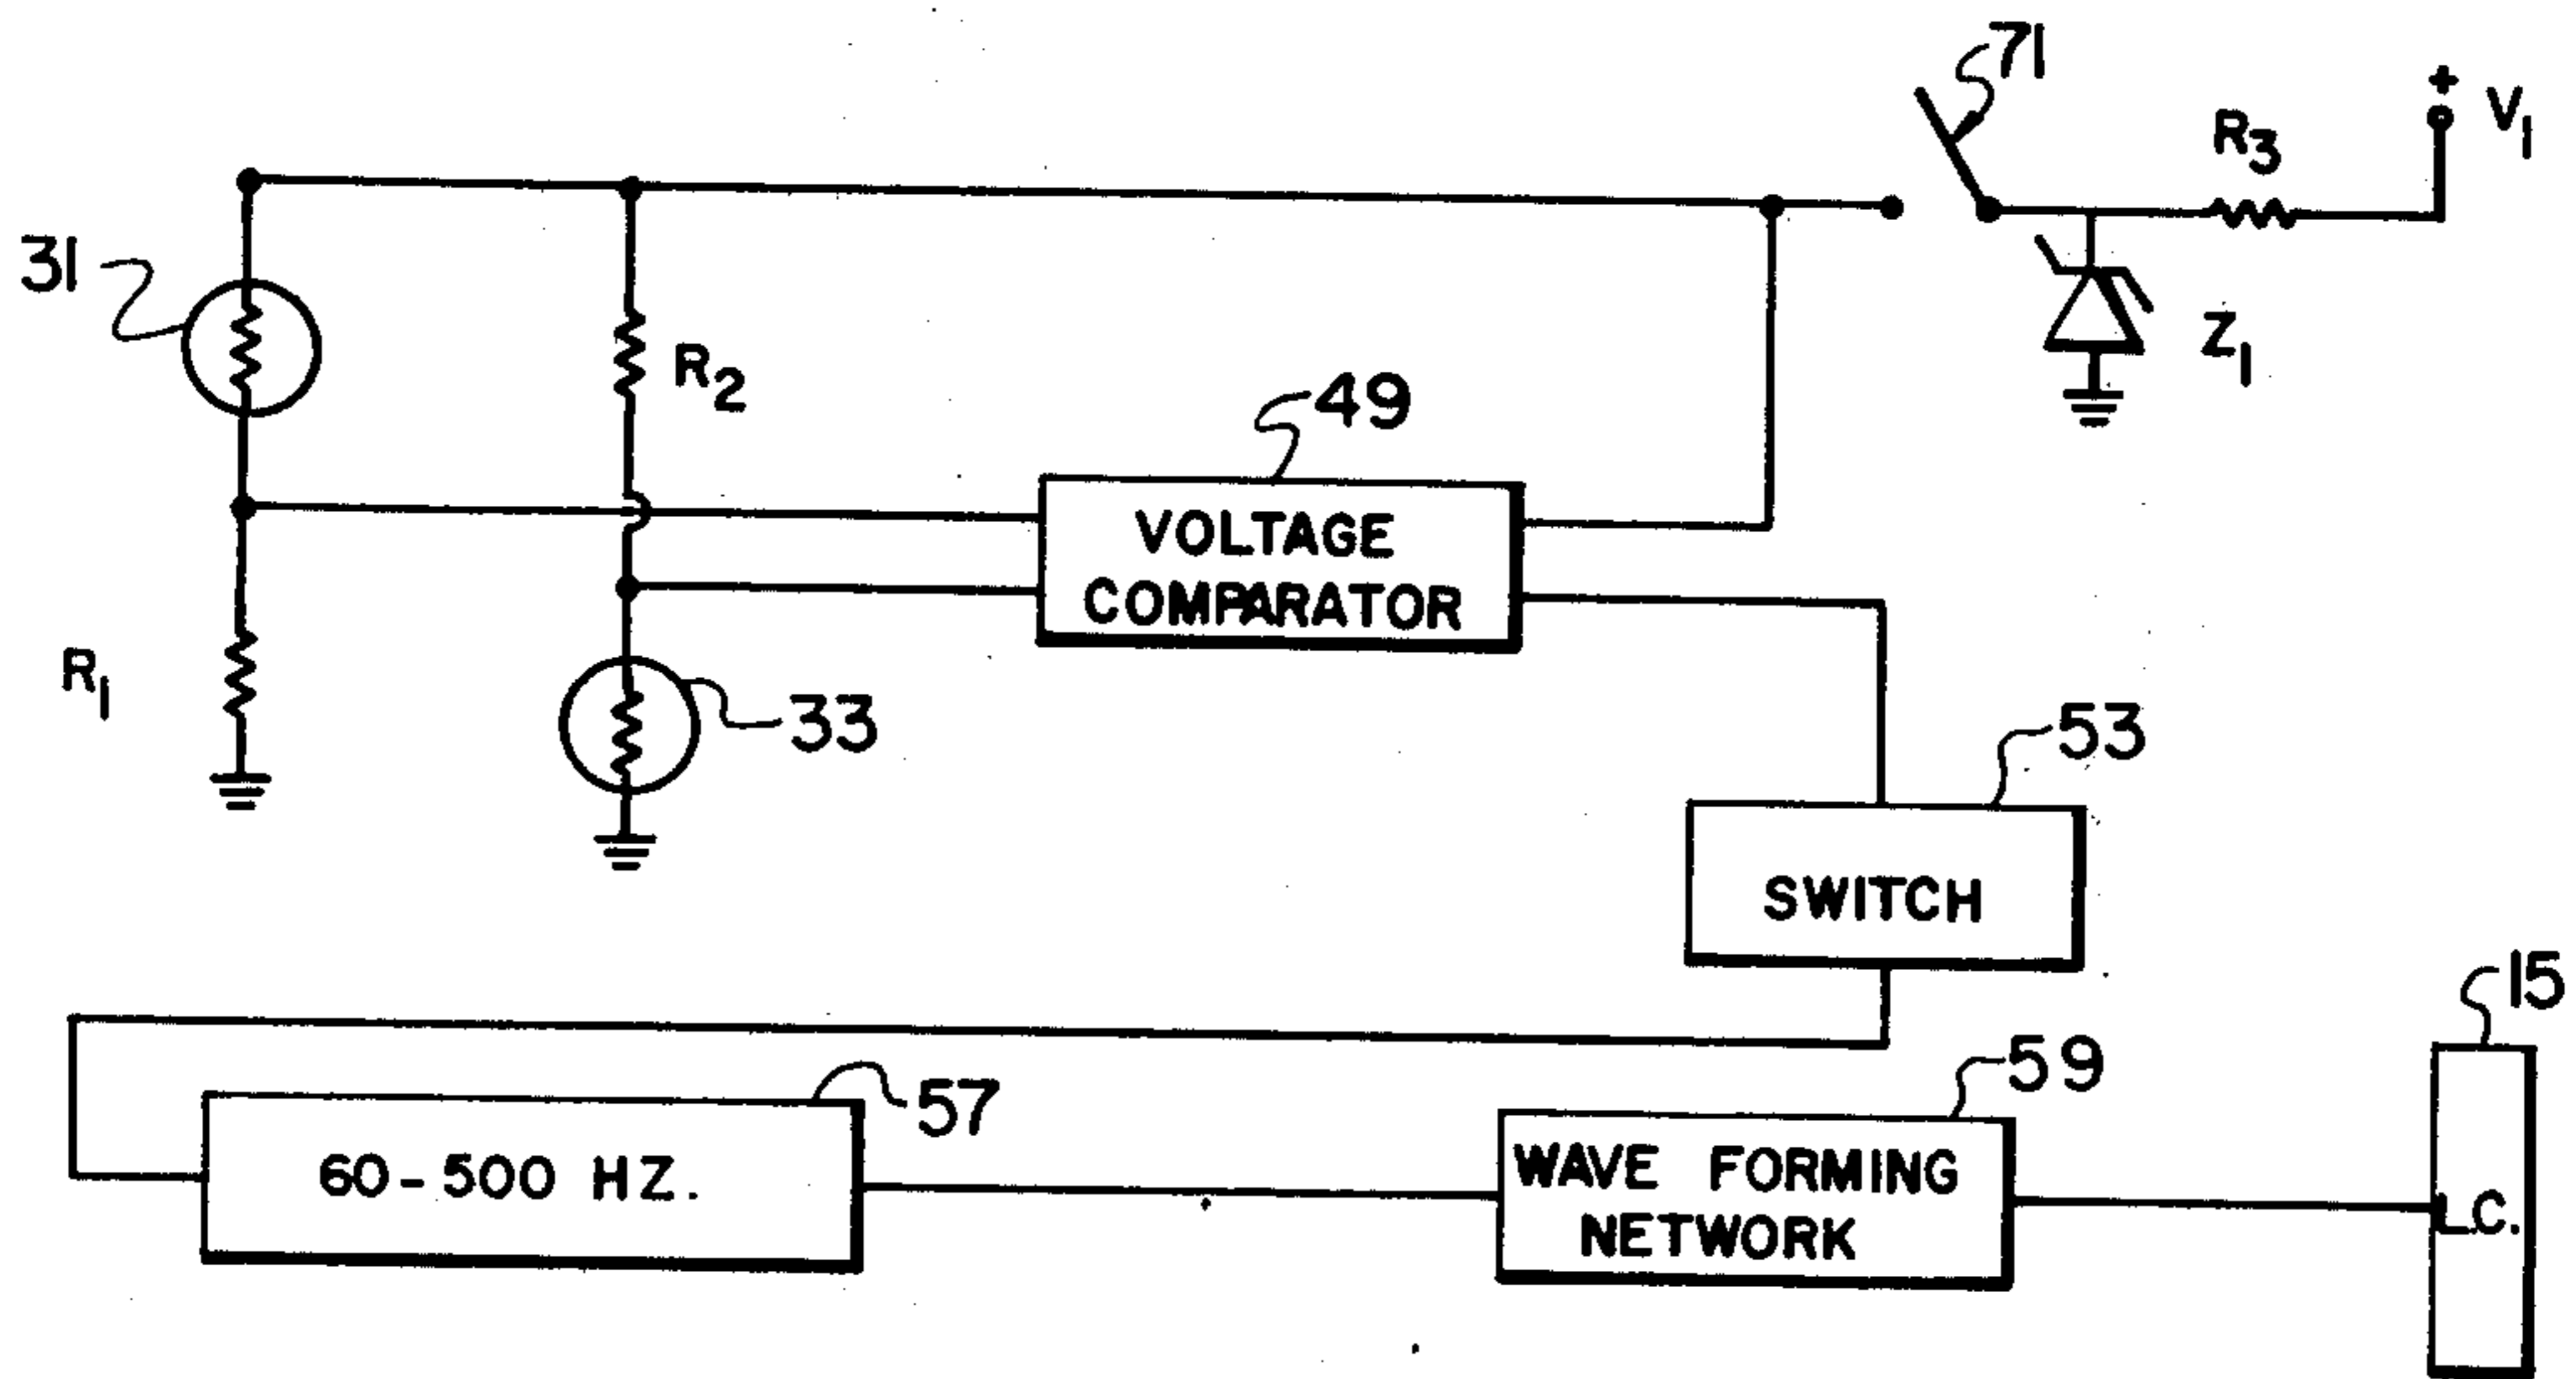 71
+
V1
R3
31
Z1
R2
49
VOLTAGE
COMPARATOR
R1
33
53
SWITCH
15
59
57
60-500 HZ.
WAVE FORMING
NETWORK
L.C.